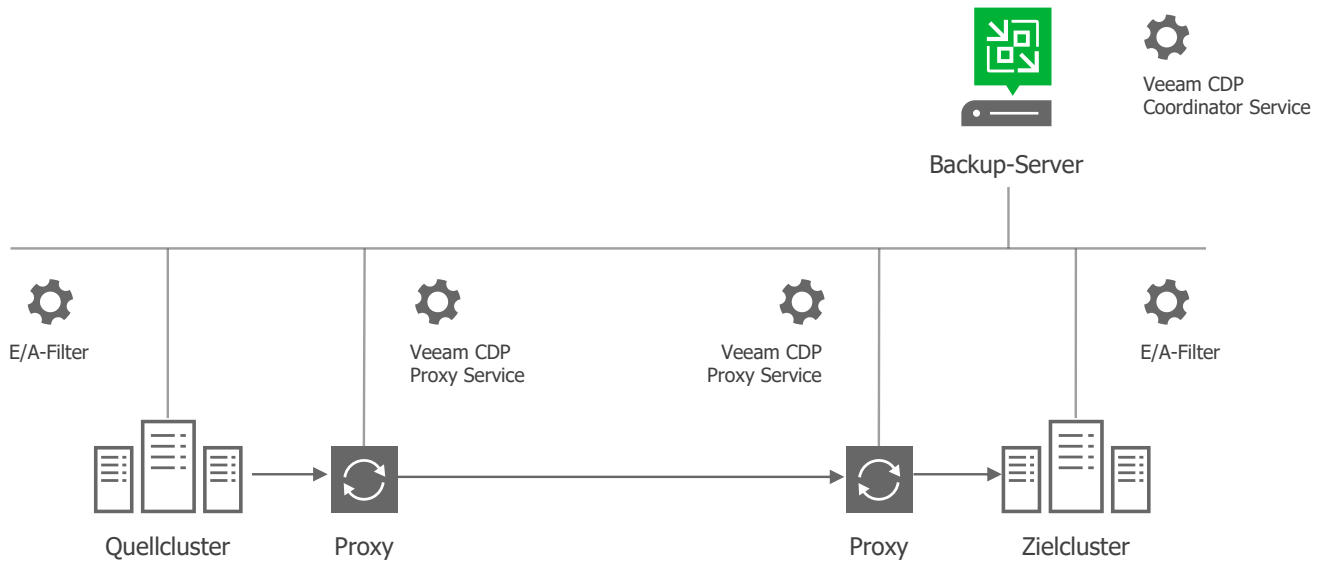 Veeam CDP
Coordinator Service
Backup-Server
E/A-Filter
Veeam CDP
Proxy Service
Veeam CDP
Proxy Service
E/A-Filter
Quellcluster
Proxy
Proxy
Zielcluster